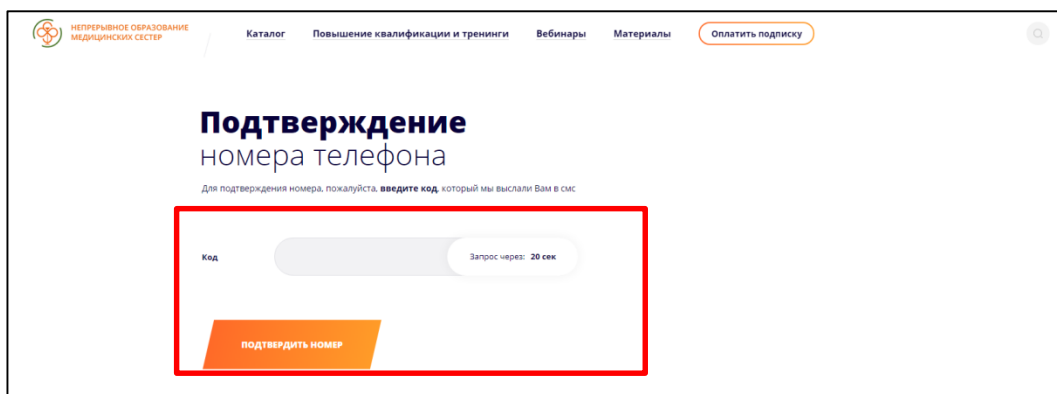 НЕПРЕРЫВНОЕ ОБРАЗОВАНИЕ
МЕДИЦИНСКИХ СЕСТЕР
Каталог Повышение квалификации и тренинги Вебинары Материалы Оплатить подписку
Подтверждение
номера телефона
Для подтверждения номера, пожалуйста, введите код, который мы выслали Вам в смс
Код Запрос через: 20 сек
ПОДТВЕРДИТЬ НОМЕР